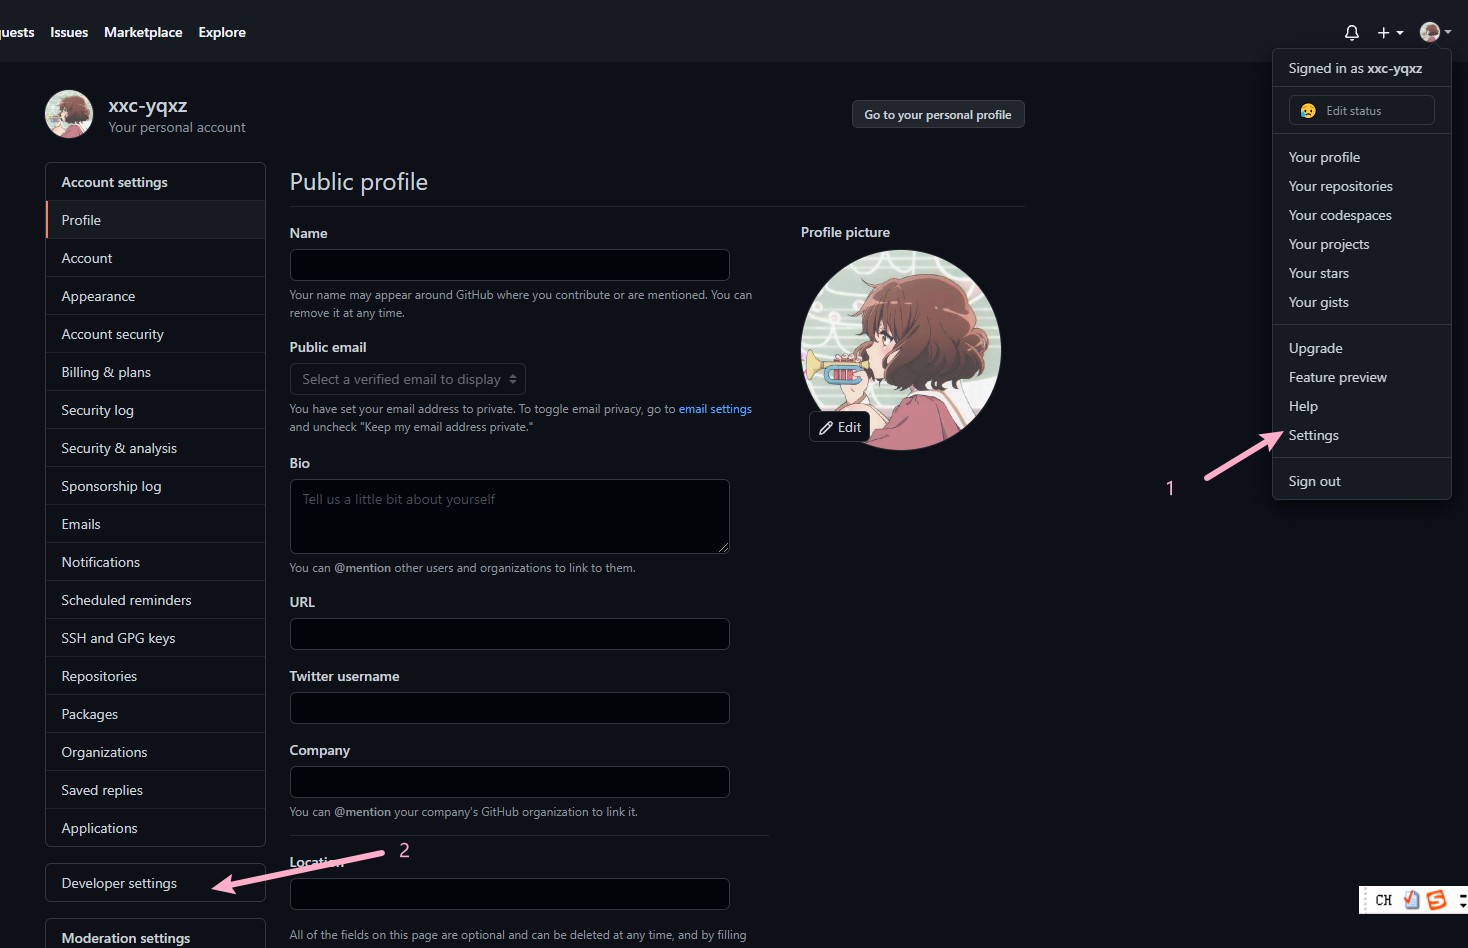 quests Issues Marketplace Explore
xxc-yqxz
Your personal account
Go to your personal profile
Account settings
Profile
Account
Appearance
Account security
Billing & plans
Security log
Security & analysis
Sponsorship log
Emails
Notifications
Scheduled reminders
SSH and GPG keys
Repositories
Packages
Organizations
Saved replies
Applications
Developer settings
Moderation settings
Public profile
Name
Your name may appear around GitHub where you contribute or are mentioned. You can
remove it at any time.
Public email
Select a verified email to display
You have set your email address to private. To toggle email privacy, go to email settings
and uncheck "Keep my email address private."
Bio
Tell us a little bit about yourself
You can @mention other users and organizations to link to them.
URL
Twitter username
Company
You can @mention your company's GitHub organization to link it.
Location
2
All of the fields on this page are optional and can be deleted at any time, and by filling
Profile picture
Edit
Signed in as xxc-yqxz
Edit status
Your profile
Your repositories
Your codespaces
Your projects
Your stars
Your gists
Upgrade
Feature preview
Help
Settings
1
Sign out
CH